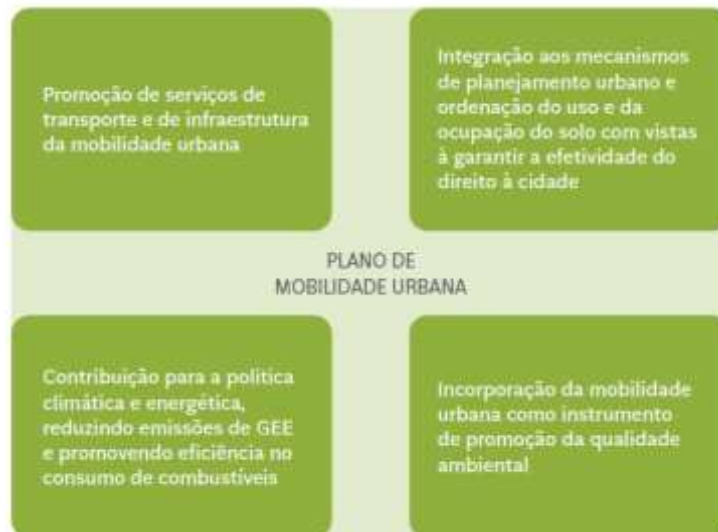 Promoção de serviços de
transporte e de infraestrutura
da mobilidade urbana
Integração aos mecanismos
de planejamento urbano e
ordenação do uso e da
ocupação do solo com vistas
à garantir a efetividade do
direito à cidade
PLANO DE
MOBILIDADE URBANA
Contribuição para a política
climática e energética,
reduzindo emissões de GEE
e promovendo eficiência no
consumo de combustíveis
Incorporação da mobilidade
urbana como instrumento
de promoção da qualidade
ambiental